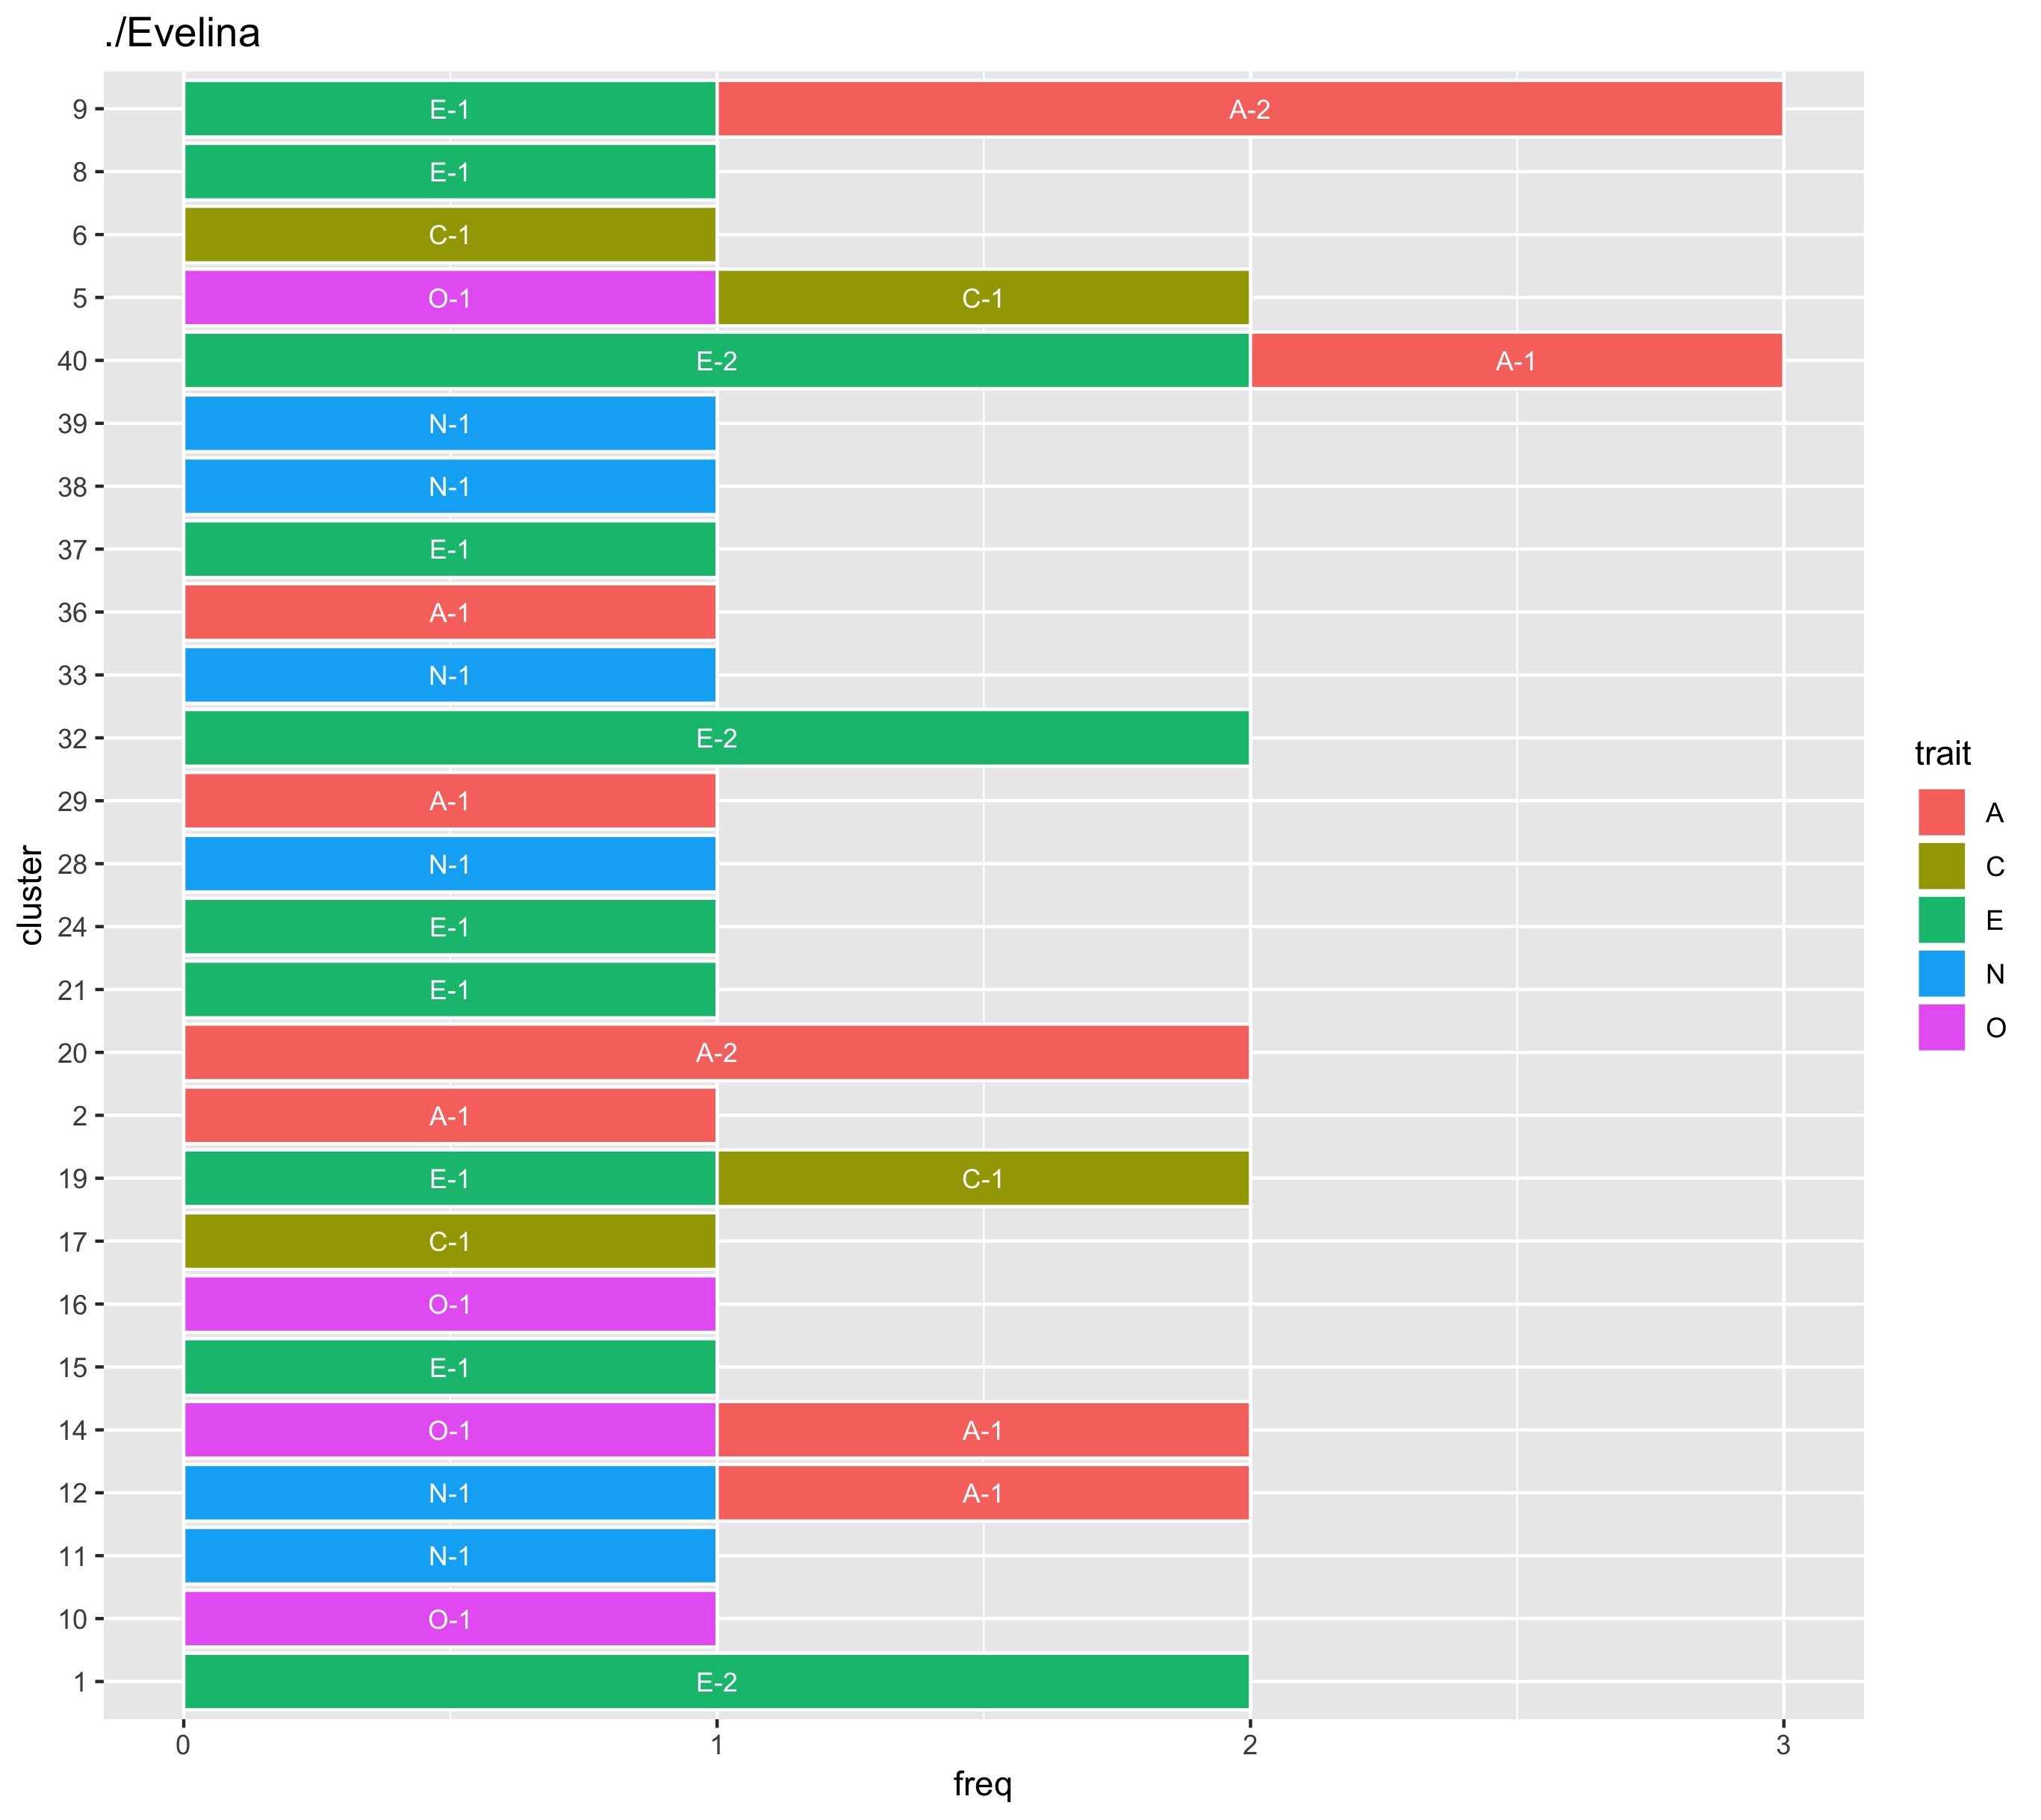 ./Evelina
9 E-1 A-2
8 E-1
6 C-1
5 O-1 C-1
40 E-2 A-1
39 N-1
38 N-1
37 E-1
36 A-1
33 N-1
32 E-2
29 A-1
28 N-1
24 E-1
21 E-1
20 A-2
2 A-1
19 E-1 C-1
17 C-1
16 O-1
15 E-1
14 O-1 A-1
12 N-1 A-1
11 N-1
10 O-1
1 E-2
0 1 2 3
freq
cluster
trait
A
C
E
N
O